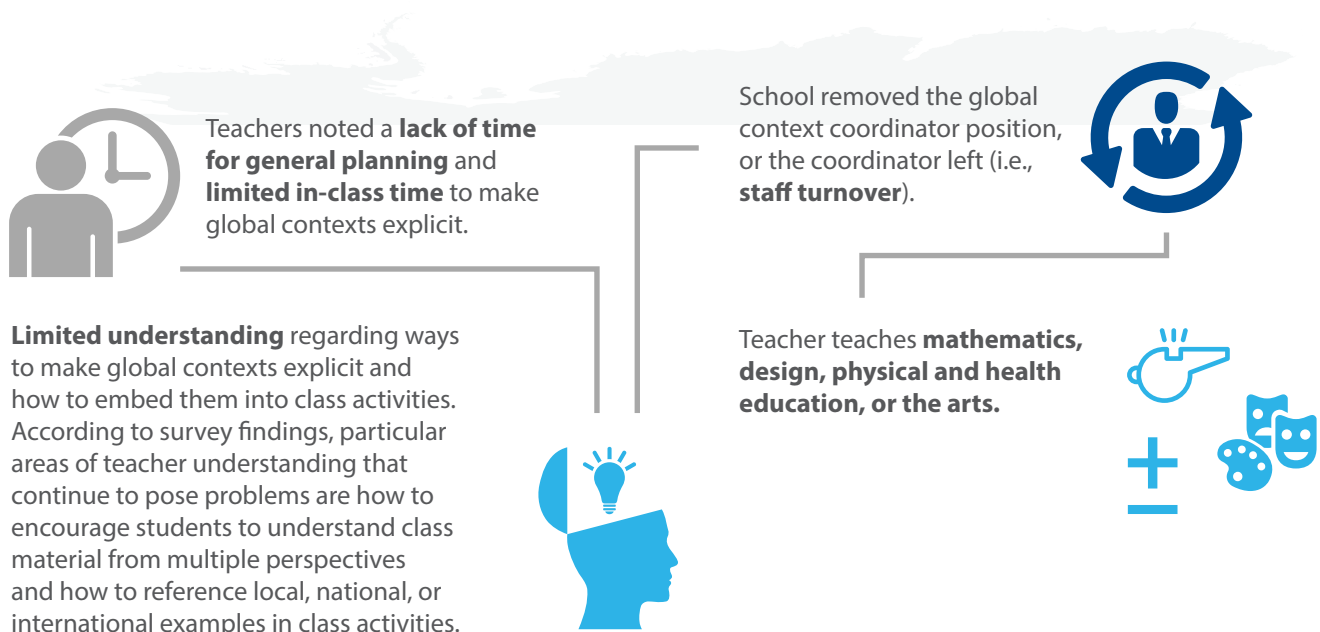 Teachers noted a lack of time
for general planning and
limited in-class time to make
global contexts explicit.
Limited understanding regarding ways
to make global contexts explicit and
how to embed them into class activities.
According to survey findings, particular
areas of teacher understanding that
continue to pose problems are how to
encourage students to understand class
material from multiple perspectives
and how to reference local, national, or
international examples in class activities.
School removed the global
context coordinator position,
or the coordinator left (i.e.,
staff turnover).
Teacher teaches mathematics,
design, physical and health
education, or the arts.